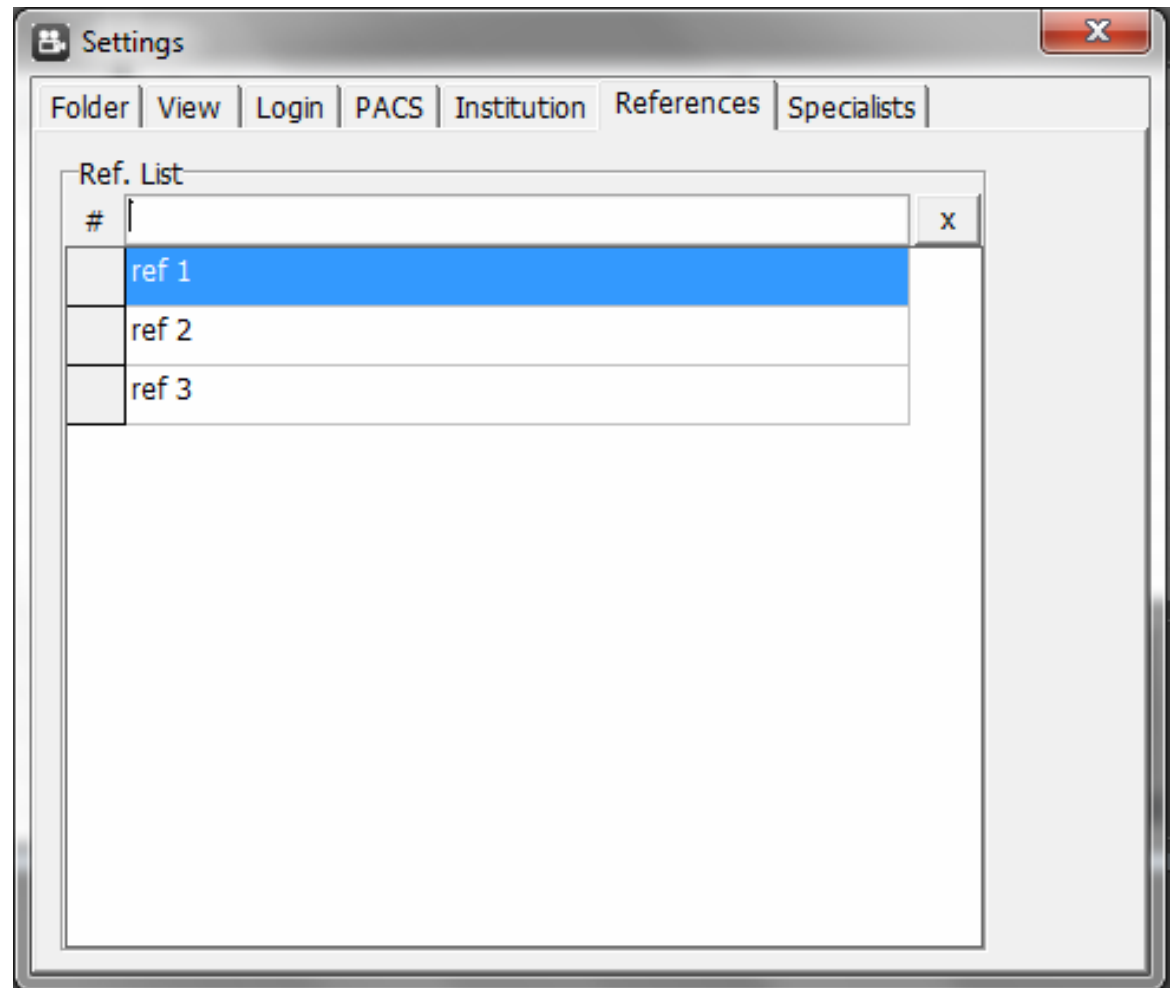 Settings
Folder View Login PACS Institution References Specialists
Ref. List
# x
ref 1
ref 2
ref 3